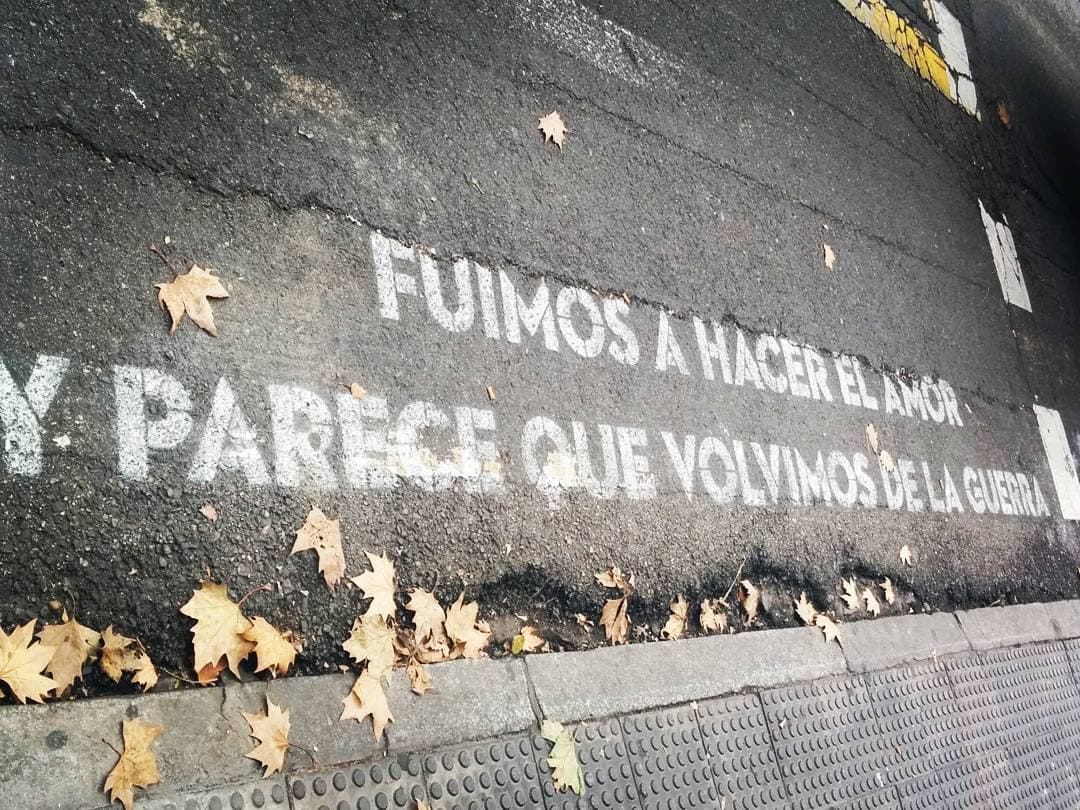 FUIMOS A HACER EL AMOR
Y PARECE QUE VOLVIMOS DE LA GUERRA